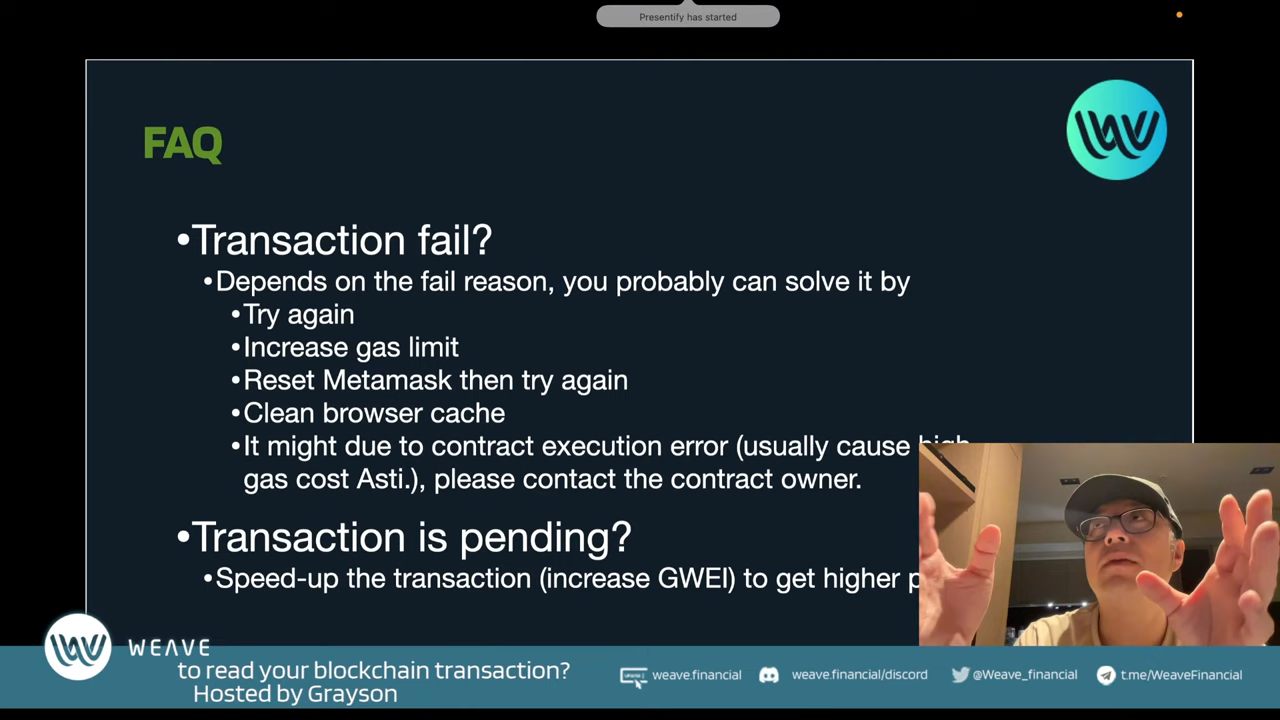 Presentify has started
FAQ
•Transaction fail?
•Depends on the fail reason, you probably can solve it by
•Try again
•Increase gas limit
•Reset Metamask then try again
•Clean browser cache
•It might due to contract execution error (usually cause high
gas cost Asti.), please contact the contract owner.
•Transaction is pending?
•Speed-up the transaction (increase GWEI) to get higher
WEAVE
to read your blockchain transaction?
Hosted by Grayson
weave.financial
weave.financial/discord
@Weave_financial
t.me/WeaveFinancial